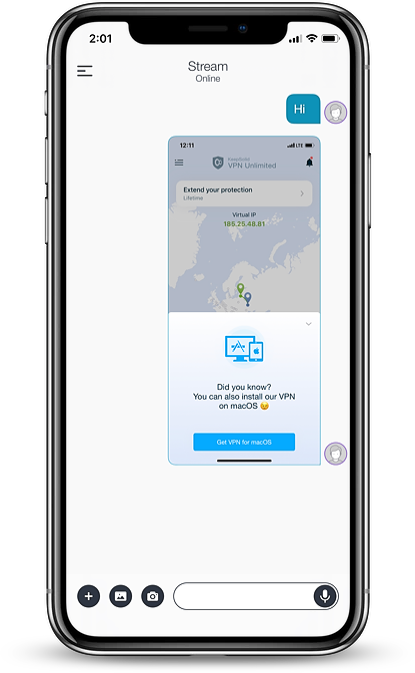 2:01
Stream
Online
Hi
12:11
LTE
KeepSolid
VPN Unlimited
Extend your protection
Lifetime
Virtual IP
185.25.48.81
Did you know?
You can also install our VPN
on macOS 😉
Get VPN for macOS